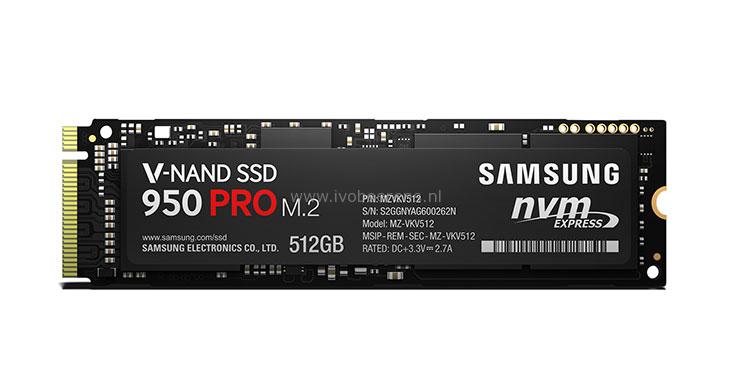 V-NAND SSD
950 PRO M.2
www.samsung.com/ssd
SAMSUNG ELECTRONICS CO., LTD.
512GB
P/N: MZVKV512
S/N: S2GGNYAG600262N
Model: MZ-VKV512
MSIP-REM-SEC-MZ-VKV512
RATED: DC+3.3V⎓2.7A
SAMSUNG
nvm
EXPRESS